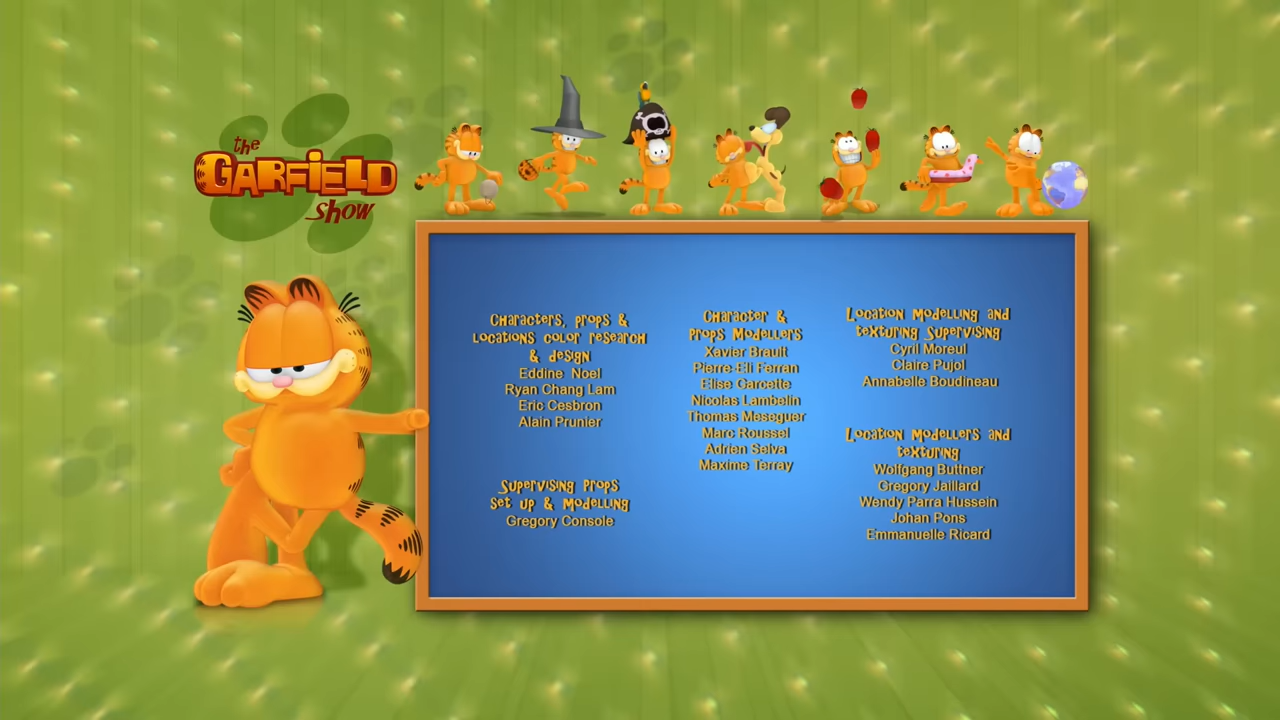 the
GARFIELD
show
Characters, props &
Locations color research
& design
Eddine Noel
Ryan Chang Lam
Eric Cesbron
Alain Prunier
Supervising Props
Set up & Modelling
Gregory Console
Character &
Props Modellers
Xavier Brault
Pierre-Eli Ferran
Elise Garcette
Nicolas Lambelin
Thomas Meseguer
Marc Roussel
Adrien Selva
Maxime Terray
Location Modelling and
texturing Supervising
Cyril Moreul
Claire Pujol
Annabelle Boudineau
Location Modellers and
texturing
Wolfgang Buttner
Gregory Jaillard
Wendy Parra Hussein
Johan Pons
Emmanuelle Ricard